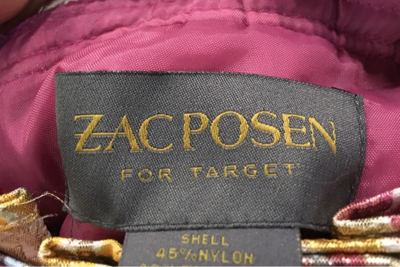 ZAC POSEN
FOR TARGET
SHELL
45% NYLON